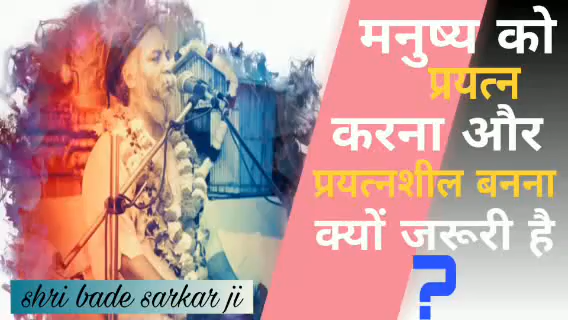 मनुष्य को
प्रयत्न
करना और
प्रयत्नशील बनना
क्यों जरूरी है
?
shri bade sarkar ji